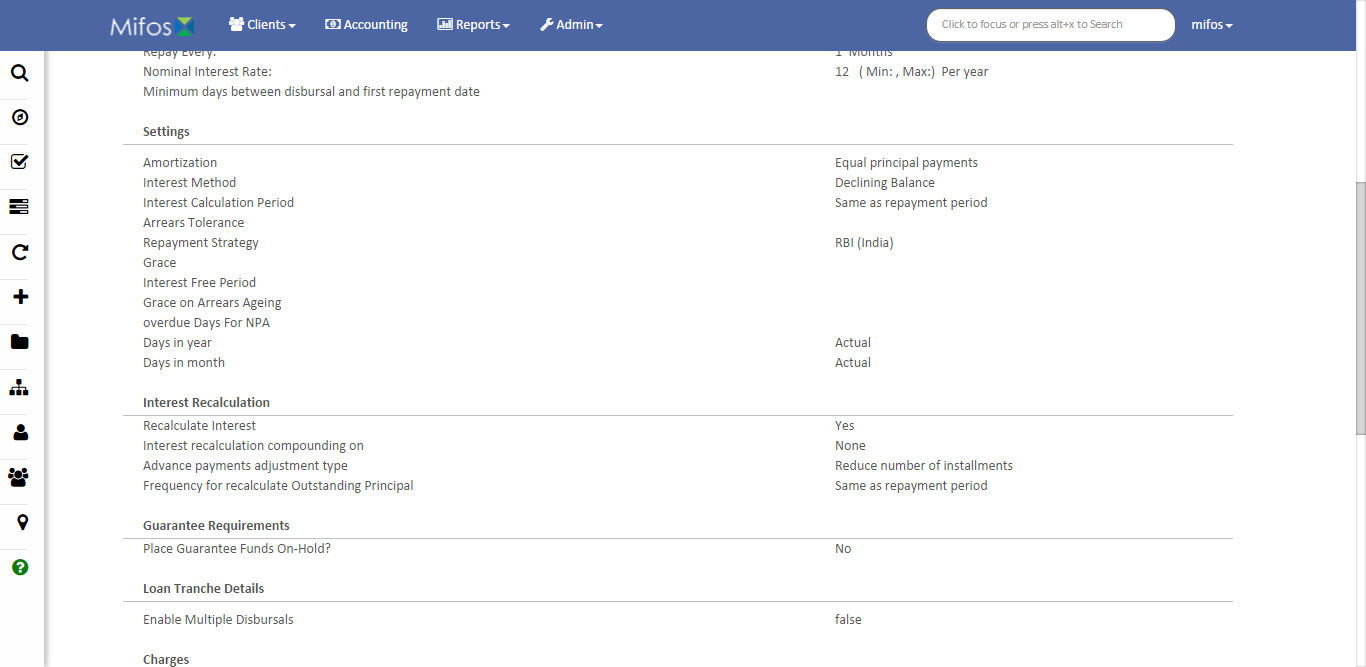 Mifos X Clients Accounting Reports Admin Click to focus or press alt+x to Search mifos
Repay Every: 1 Months
Nominal Interest Rate: 12 ( Min: , Max:) Per year
Minimum days between disbursal and first repayment date
Settings
Amortization Equal principal payments
Interest Method Declining Balance
Interest Calculation Period Same as repayment period
Arrears Tolerance
Repayment Strategy RBI (India)
Grace
Interest Free Period
Grace on Arrears Ageing
overdue Days For NPA
Days in year Actual
Days in month Actual
Interest Recalculation
Recalculate Interest Yes
Interest recalculation compounding on None
Advance payments adjustment type Reduce number of installments
Frequency for recalculate Outstanding Principal Same as repayment period
Guarantee Requirements
Place Guarantee Funds On-Hold? No
Loan Tranche Details
Enable Multiple Disbursals false
Charges